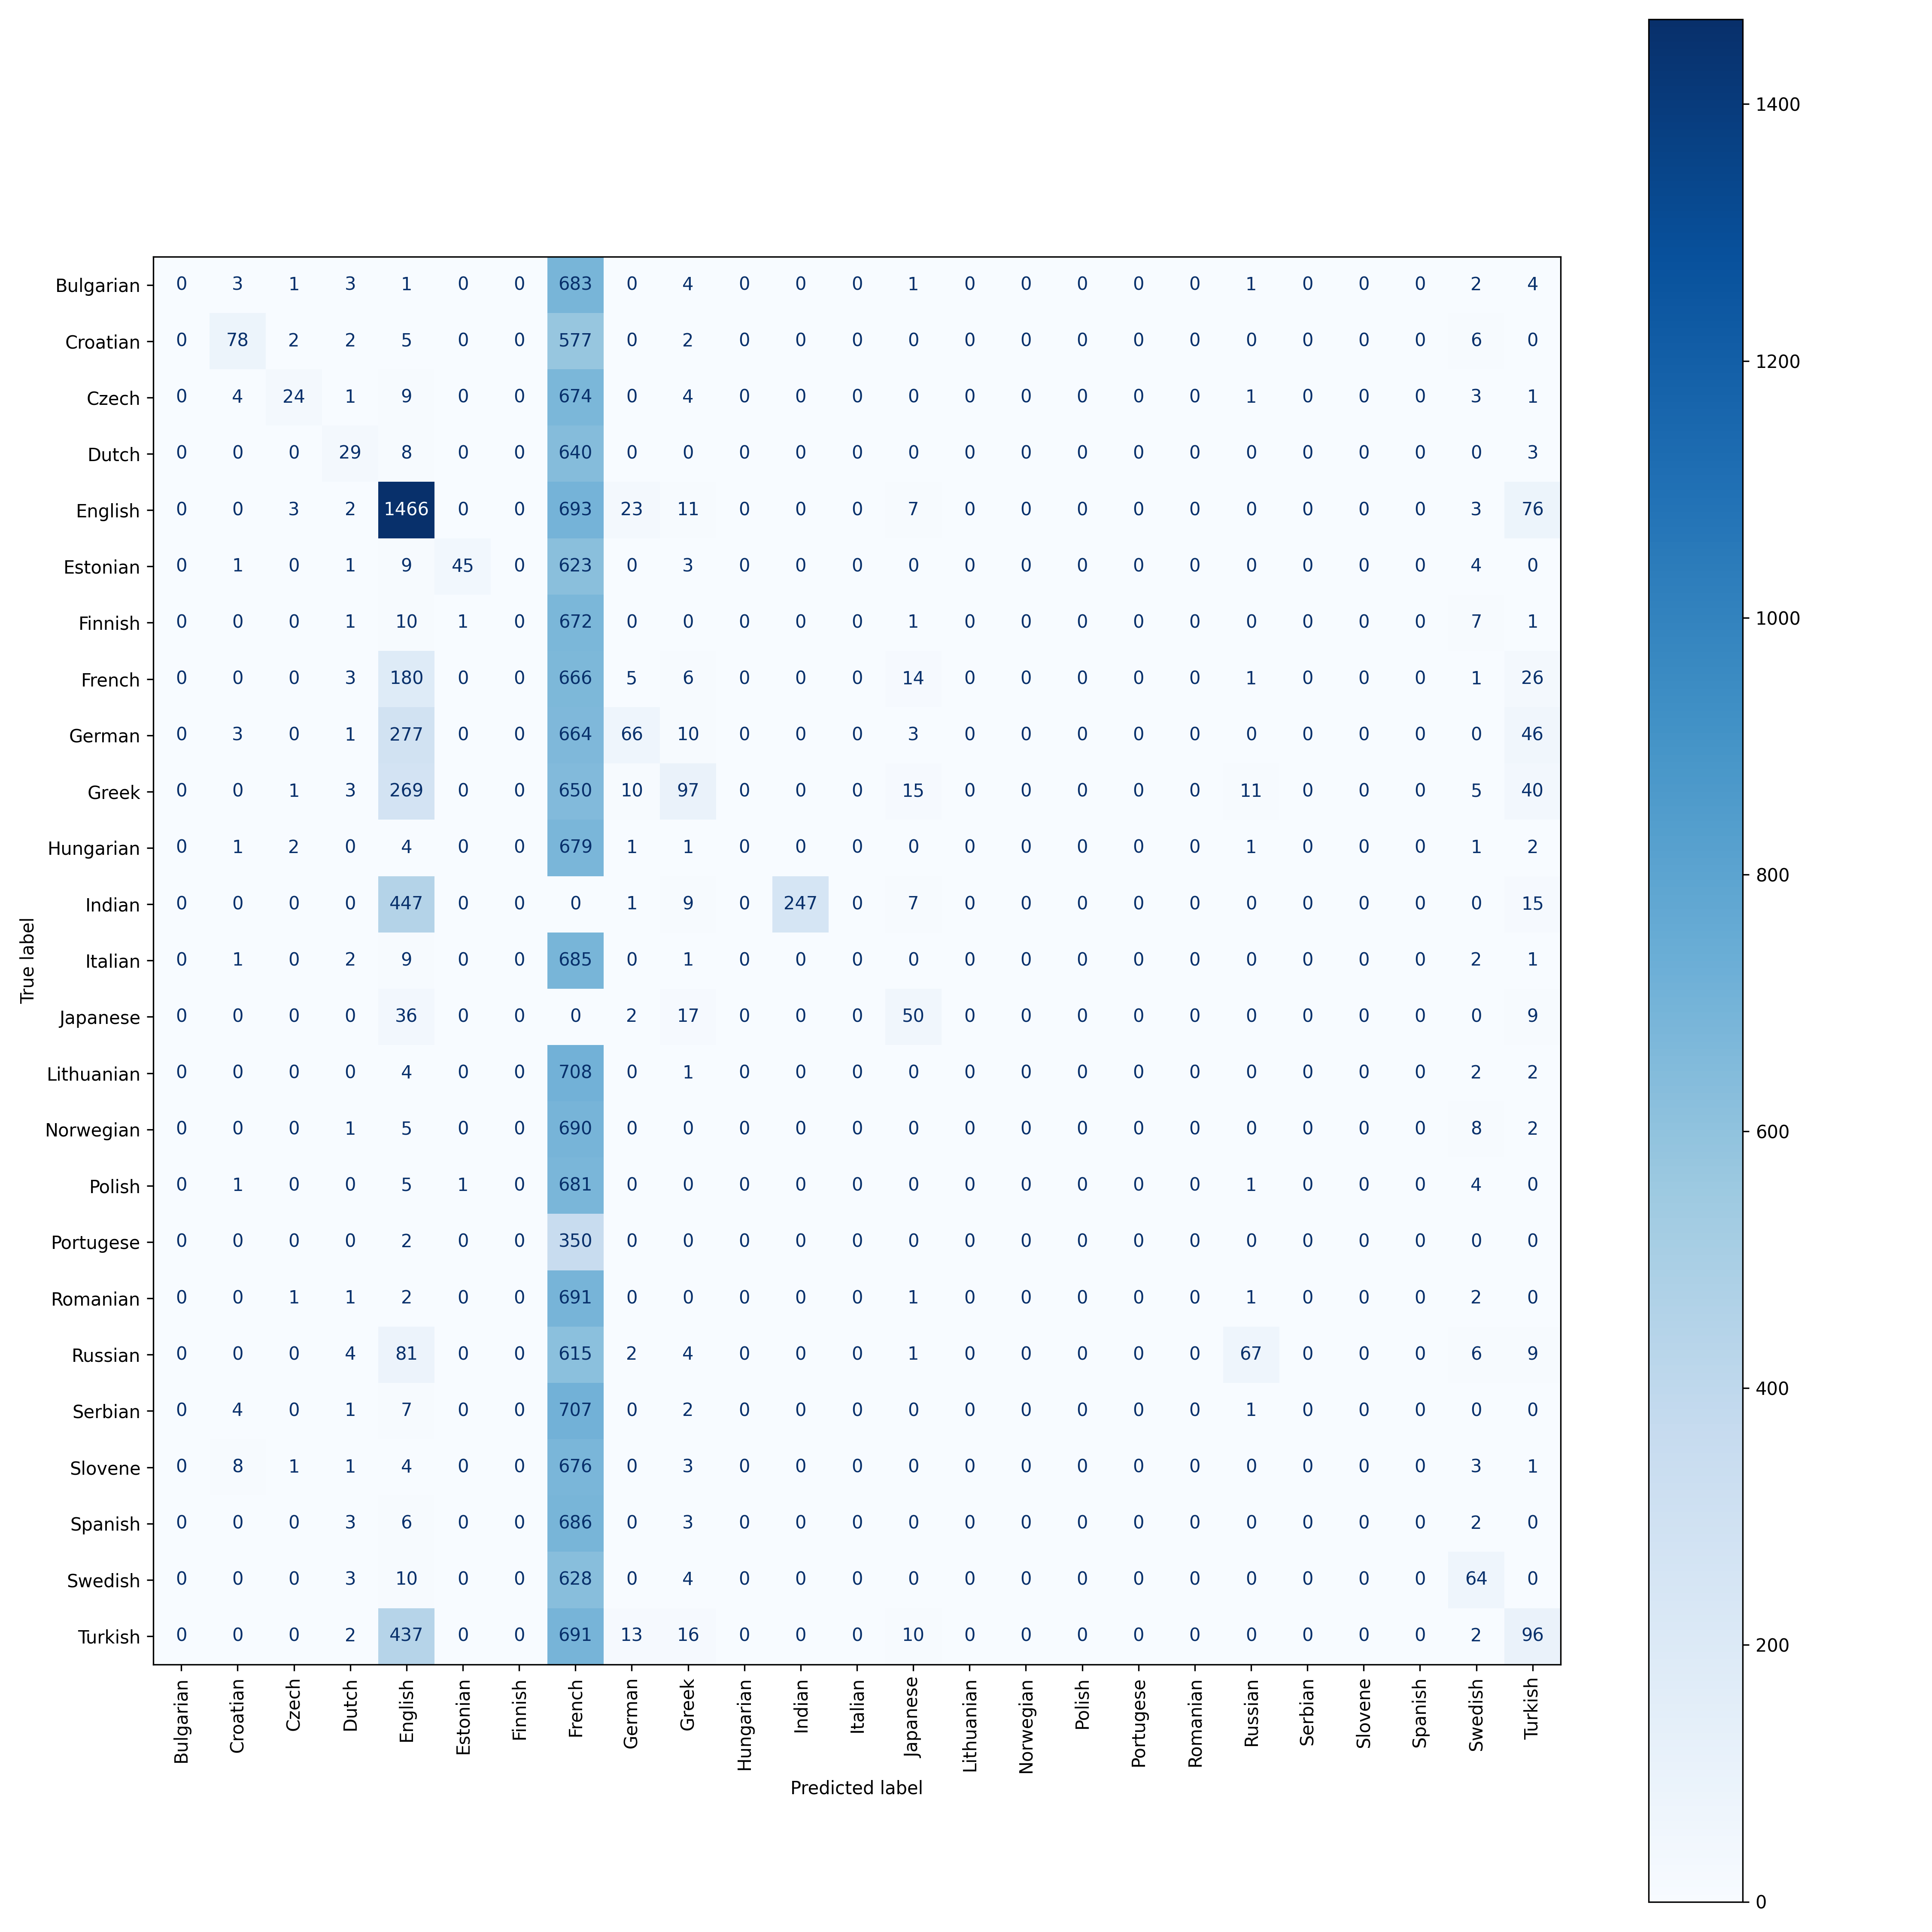 1400
1200
1000
800
600
400
200
0
Bulgarian 0 3 1 3 1 0 0 683 0 4 0 0 0 1 0 0 0 0 0 1 0 0 0 2 4
Croatian 0 78 2 2 5 0 0 577 0 2 0 0 0 0 0 0 0 0 0 0 0 0 0 6 0
Czech 0 4 24 1 9 0 0 674 0 4 0 0 0 0 0 0 0 0 0 1 0 0 0 3 1
Dutch 0 0 0 29 8 0 0 640 0 0 0 0 0 0 0 0 0 0 0 0 0 0 0 0 3
English 0 0 3 2 1466 0 0 693 23 11 0 0 0 7 0 0 0 0 0 0 0 0 0 3 76
Estonian 0 1 0 1 9 45 0 623 0 3 0 0 0 0 0 0 0 0 0 0 0 0 0 4 0
Finnish 0 0 0 1 10 1 0 672 0 0 0 0 0 1 0 0 0 0 0 0 0 0 0 7 1
French 0 0 0 3 180 0 0 666 5 6 0 0 0 14 0 0 0 0 0 1 0 0 0 1 26
German 0 3 0 1 277 0 0 664 66 10 0 0 0 3 0 0 0 0 0 0 0 0 0 0 46
Greek 0 0 1 3 269 0 0 650 10 97 0 0 0 15 0 0 0 0 0 11 0 0 0 5 40
Hungarian 0 1 2 0 4 0 0 679 1 1 0 0 0 0 0 0 0 0 0 1 0 0 0 1 2
Indian 0 0 0 0 447 0 0 0 1 9 0 247 0 7 0 0 0 0 0 0 0 0 0 0 15
Italian 0 1 0 2 9 0 0 685 0 1 0 0 0 0 0 0 0 0 0 0 0 0 0 2 1
Japanese 0 0 0 0 36 0 0 0 2 17 0 0 0 50 0 0 0 0 0 0 0 0 0 0 9
Lithuanian 0 0 0 0 4 0 0 708 0 1 0 0 0 0 0 0 0 0 0 0 0 0 0 2 2
Norwegian 0 0 0 1 5 0 0 690 0 0 0 0 0 0 0 0 0 0 0 0 0 0 0 8 2
Polish 0 1 0 0 5 1 0 681 0 0 0 0 0 0 0 0 0 0 0 1 0 0 0 4 0
Portugese 0 0 0 0 2 0 0 350 0 0 0 0 0 0 0 0 0 0 0 0 0 0 0 0 0
Romanian 0 0 1 1 2 0 0 691 0 0 0 0 0 1 0 0 0 0 0 1 0 0 0 2 0
Russian 0 0 0 4 81 0 0 615 2 4 0 0 0 1 0 0 0 0 0 67 0 0 0 6 9
Serbian 0 4 0 1 7 0 0 707 0 2 0 0 0 0 0 0 0 0 0 1 0 0 0 0 0
Slovene 0 8 1 1 4 0 0 676 0 3 0 0 0 0 0 0 0 0 0 0 0 0 0 3 1
Spanish 0 0 0 3 6 0 0 686 0 3 0 0 0 0 0 0 0 0 0 0 0 0 0 2 0
Swedish 0 0 0 3 10 0 0 628 0 4 0 0 0 0 0 0 0 0 0 0 0 0 0 64 0
Turkish 0 0 0 2 437 0 0 691 13 16 0 0 0 10 0 0 0 0 0 0 0 0 0 2 96
True label
Bulgarian Croatian Czech Dutch English Estonian Finnish French German Greek Hungarian Indian Italian Japanese Lithuanian Norwegian Polish Portugese Romanian Russian Serbian Slovene Spanish Swedish Turkish
Predicted label